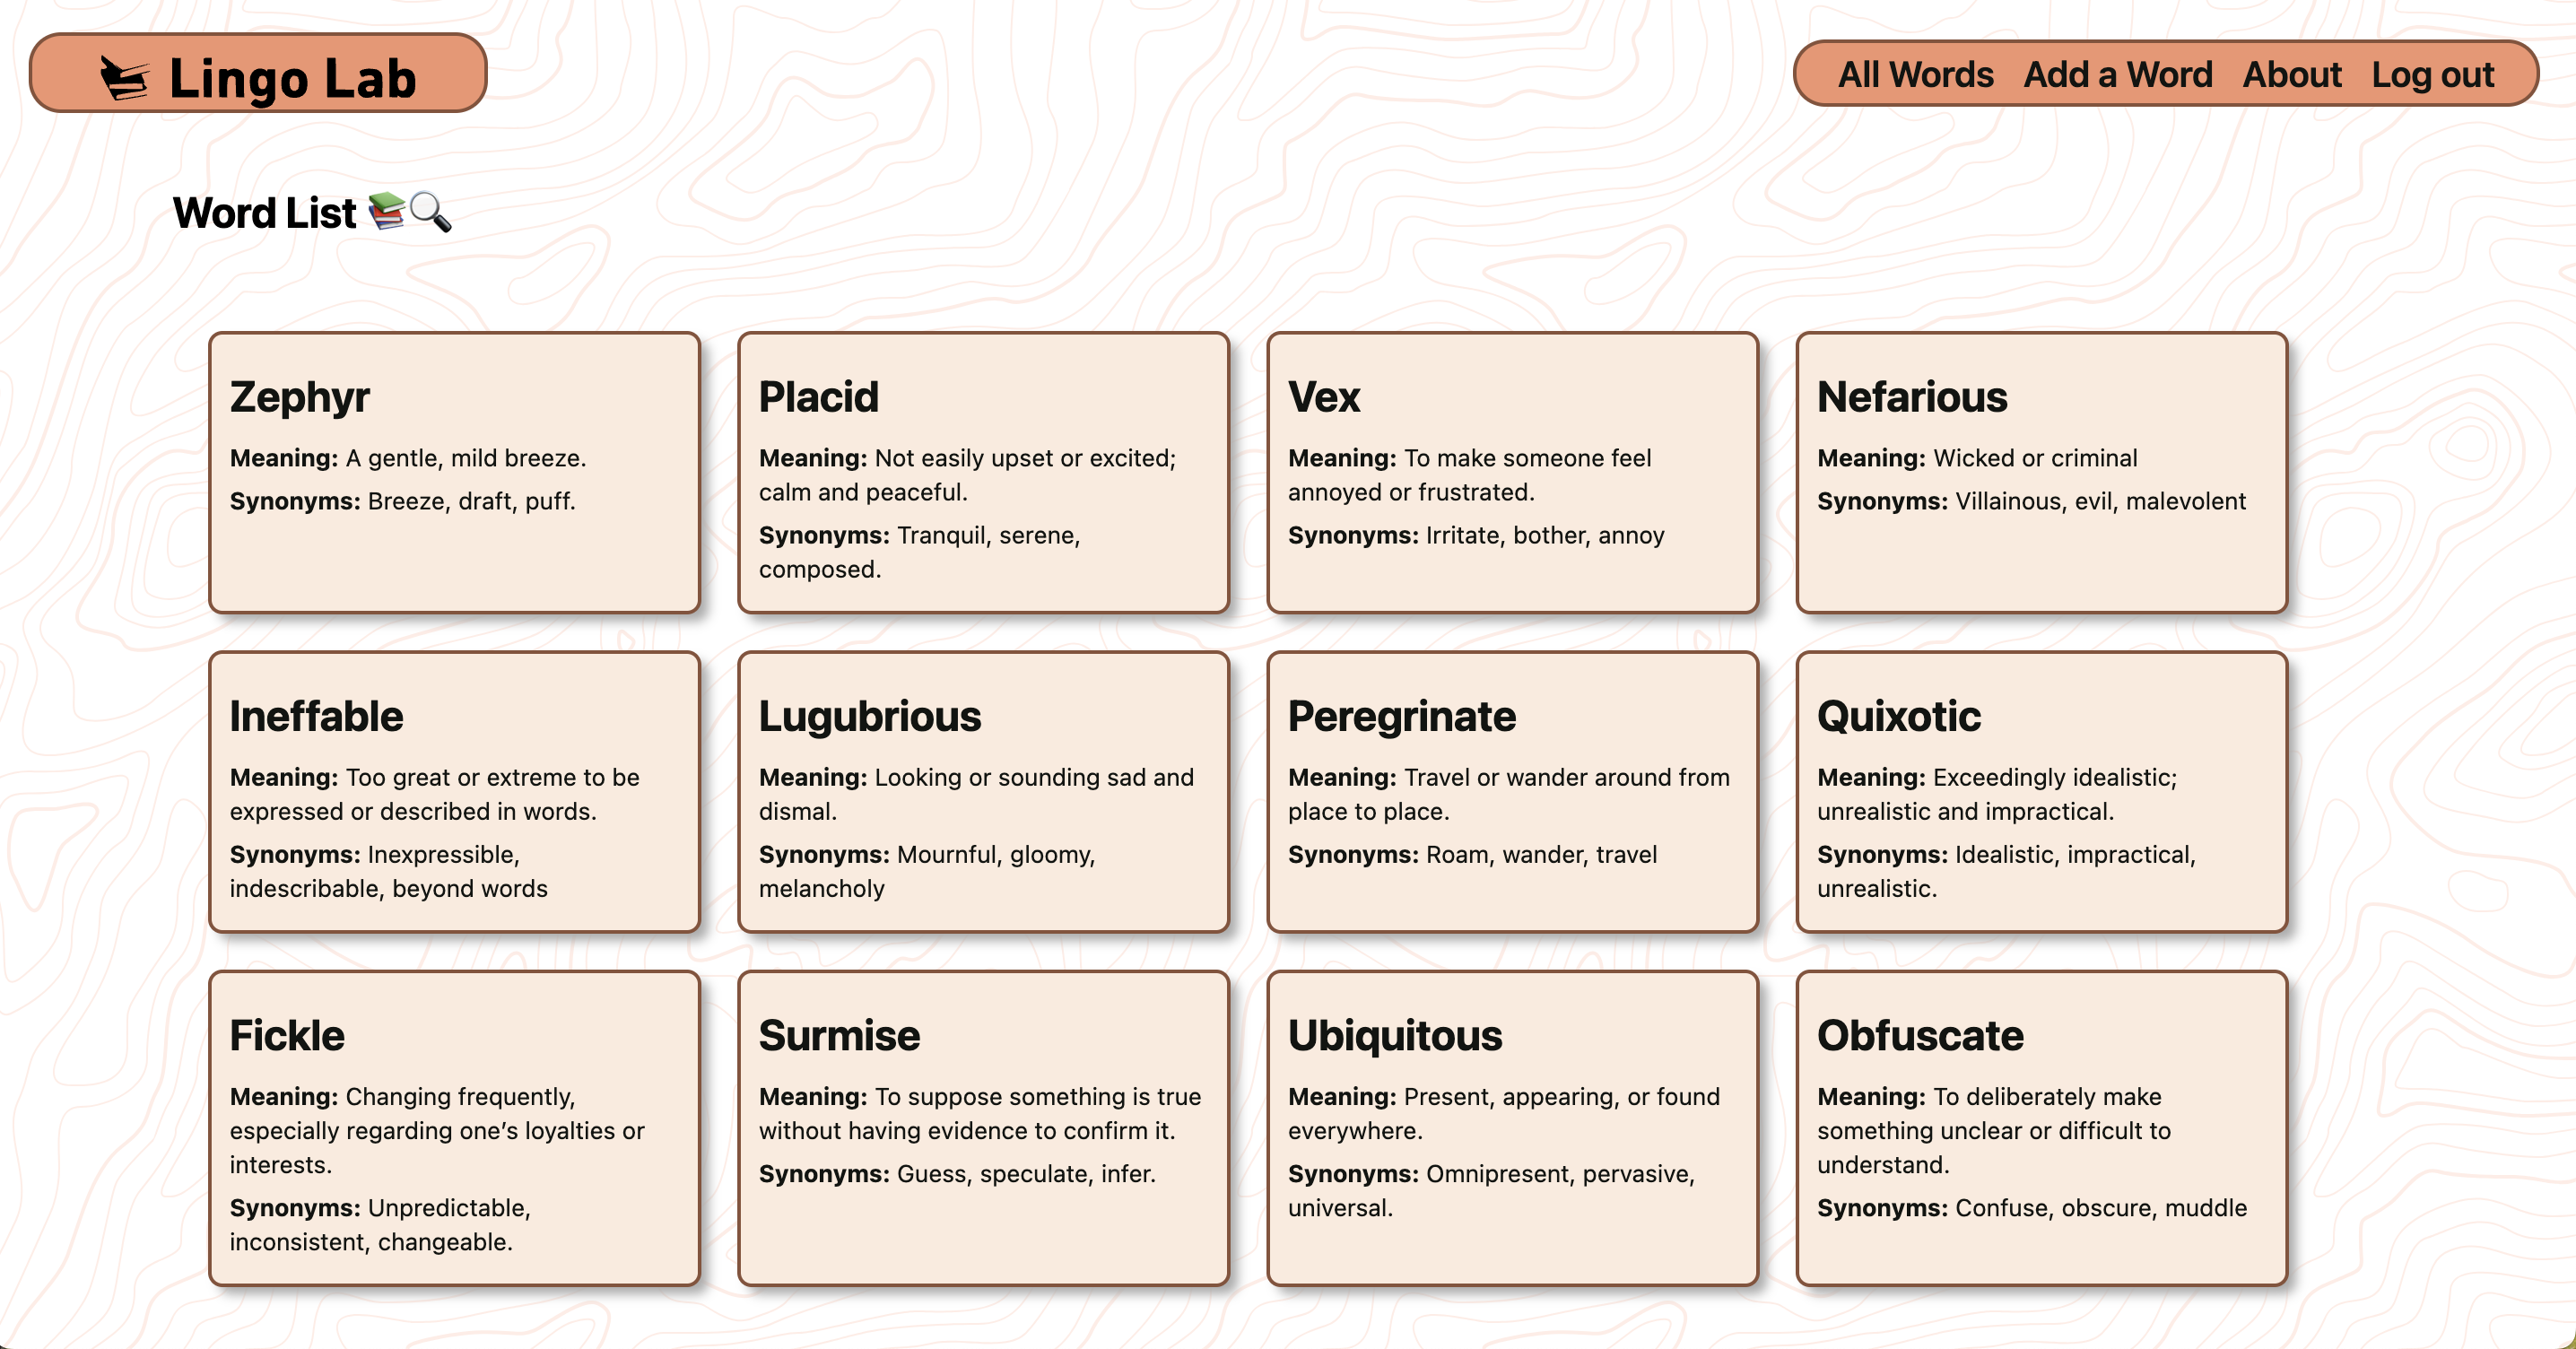 Lingo Lab
All Words Add a Word About Log out
Word List
Zephyr
Meaning: A gentle, mild breeze.
Synonyms: Breeze, draft, puff.
Placid
Meaning: Not easily upset or excited;
calm and peaceful.
Synonyms: Tranquil, serene,
composed.
Vex
Meaning: To make someone feel
annoyed or frustrated.
Synonyms: Irritate, bother, annoy
Nefarious
Meaning: Wicked or criminal
Synonyms: Villainous, evil, malevolent
Ineffable
Meaning: Too great or extreme to be
expressed or described in words.
Synonyms: Inexpressible,
indescribable, beyond words
Lugubrious
Meaning: Looking or sounding sad and
dismal.
Synonyms: Mournful, gloomy,
melancholy
Peregrinate
Meaning: Travel or wander around from
place to place.
Synonyms: Roam, wander, travel
Quixotic
Meaning: Exceedingly idealistic;
unrealistic and impractical.
Synonyms: Idealistic, impractical,
unrealistic.
Fickle
Meaning: Changing frequently,
especially regarding one’s loyalties or
interests.
Synonyms: Unpredictable,
inconsistent, changeable.
Surmise
Meaning: To suppose something is true
without having evidence to confirm it.
Synonyms: Guess, speculate, infer.
Ubiquitous
Meaning: Present, appearing, or found
everywhere.
Synonyms: Omnipresent, pervasive,
universal.
Obfuscate
Meaning: To deliberately make
something unclear or difficult to
understand.
Synonyms: Confuse, obscure, muddle